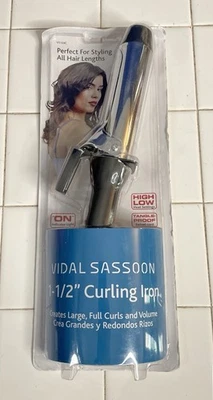 Perfect For Styling
All Hair Lengths
HIGH
LOW
ON
TANGLE
PROOF
VIDAL SASSOON
1-1/2" Curling Iron
Creates Large, Full Curls and Volume
Crea Grandes y Redondos Rizos